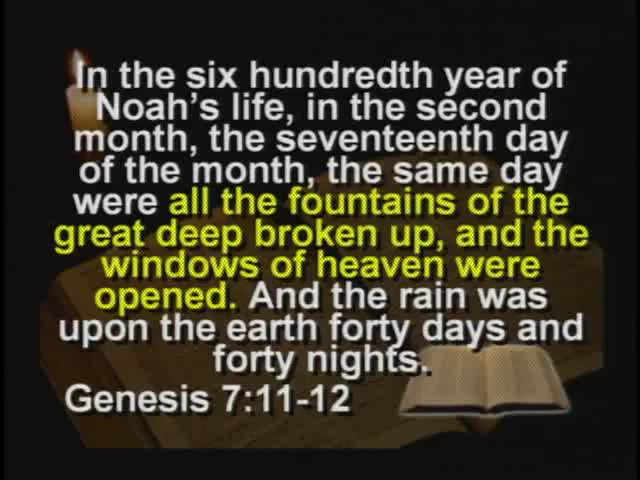 In the six hundredth year of
Noah's life, in the second
month, the seventeenth day
of the month, the same day
were all the fountains of the
great deep broken up, and the
windows of heaven were
opened. And the rain was
upon the earth forty days and
forty nights.
Genesis 7:11-12